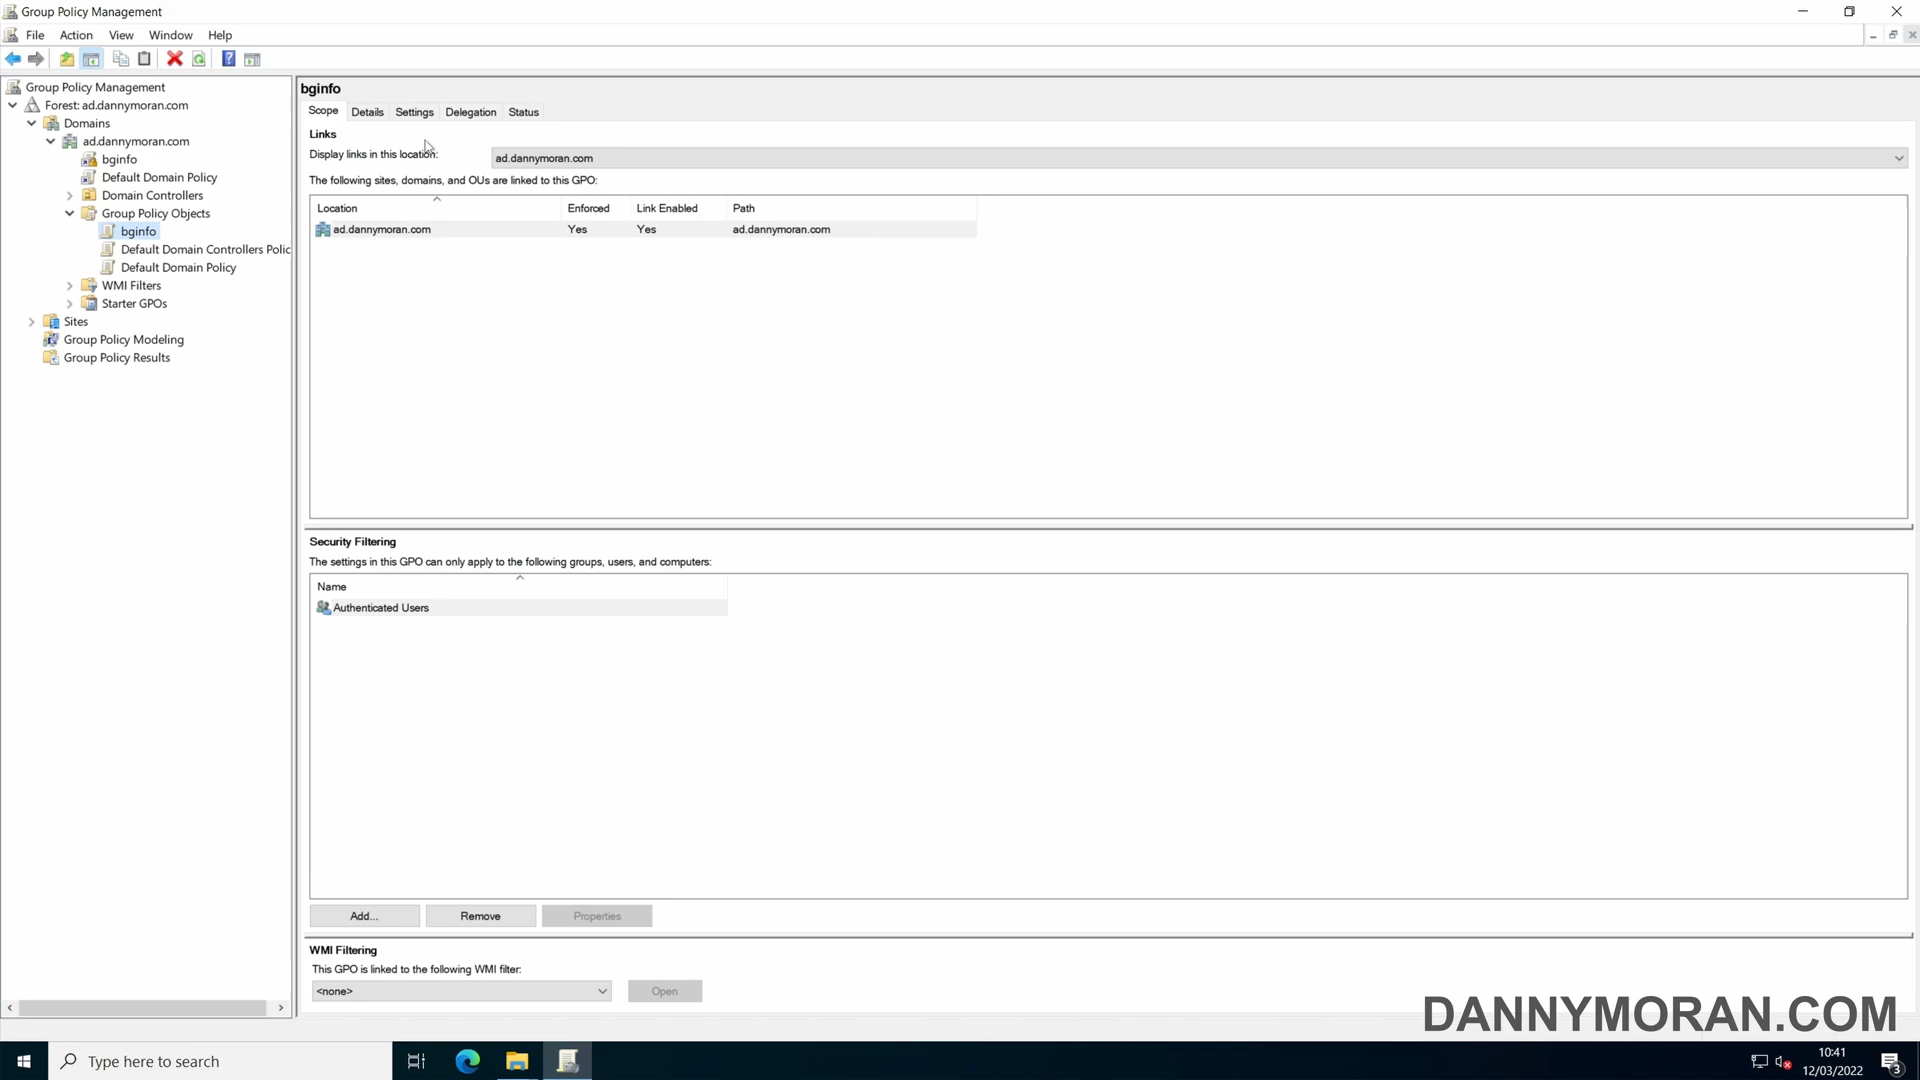 Group Policy Management
File Action View Window Help
Group Policy Management
Forest: ad.dannymoran.com
Domains
ad.dannymoran.com
bginfo
Default Domain Policy
Domain Controllers
Group Policy Objects
bginfo
Default Domain Controllers Polic
Default Domain Policy
WMI Filters
Starter GPOs
Sites
Group Policy Modeling
Group Policy Results
bginfo
Scope Details Settings Delegation Status
Links
Display links in this location: ad.dannymoran.com
The following sites, domains, and OUs are linked to this GPO:
Location Enforced Link Enabled Path
ad.dannymoran.com Yes Yes ad.dannymoran.com
Security Filtering
The settings in this GPO can only apply to the following groups, users, and computers:
Name
Authenticated Users
Add... Remove Properties
WMI Filtering
This GPO is linked to the following WMI filter:
<none> Open
DANNYMORAN.COM
Type here to search
10:41
12/03/2022
3